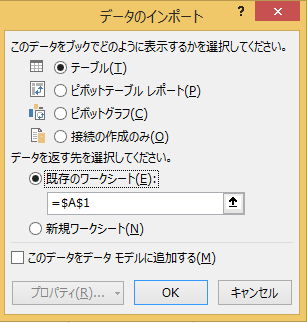 データのインポート
?
このデータをブックでどのように表示するかを選択してください。
テーブル(T)
ピボットテーブル レポート(P)
ピボットグラフ(C)
接続の作成のみ(O)
データを返す先を選択してください。
既存のワークシート(E):
=$A$1
新規ワークシート(N)
このデータをデータ モデルに追加する(M)
プロパティ(R)... OK キャンセル